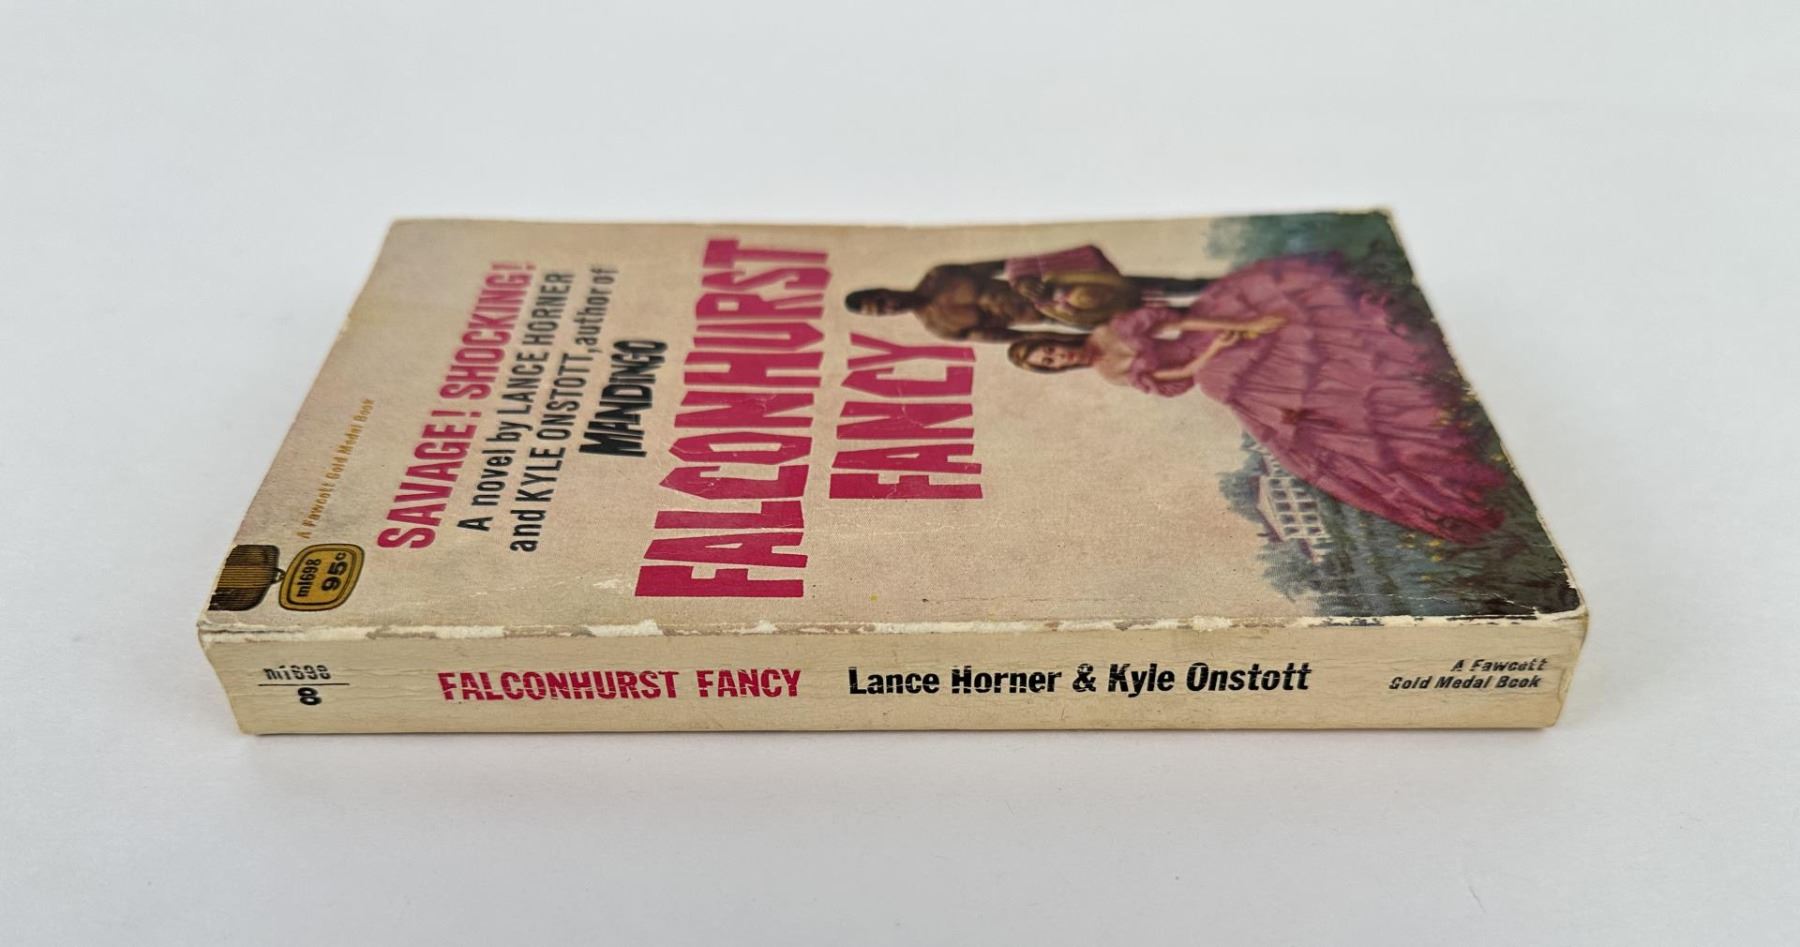 A Fawcett Gold Medal Book
m1698
95c
SAVAGE! SHOCKING!
A novel by LANCE HORNER
and KYLE ONSTOTT, author of
MANDINGO
FALCONHURST
FANCY
m1698
8
FALCONHURST FANCY
Lance Horner & Kyle Onstott
A Fawcett
Gold Medal Book